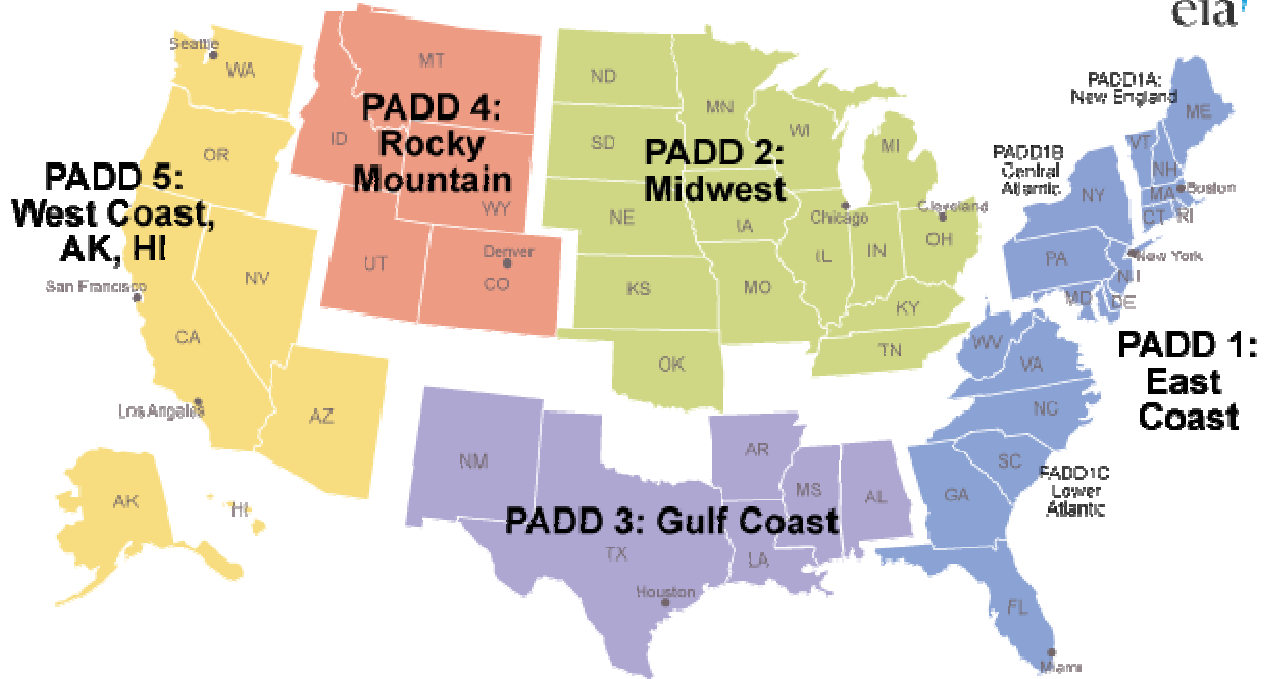 eia
Seattle
WA
OR
PADD 5:
West Coast,
AK, HI
San Francisco
NV
CA
Los Angeles
AZ
AK
HI
MT
PADD 4:
Rocky
Mountain
ID
WY
UT
Denver
CO
ND
MN
SD
WI
MI
PADD 2:
Midwest
NE
IA
Chicago
Cleveland
IL
IN
OH
KS
MO
KY
TN
OK
NM
AR
MS
AL
PADD 3: Gulf Coast
TX
LA
Houston
PADD1A:
New England
ME
VT
NH
MA
Boston
CT
RI
PADD1B
Central
Atlantic
NY
PA
New York
NJ
MD
DE
WV
VA
PADD 1:
East
Coast
NC
SC
GA
PADD1C
Lower
Atlantic
FL
Miami